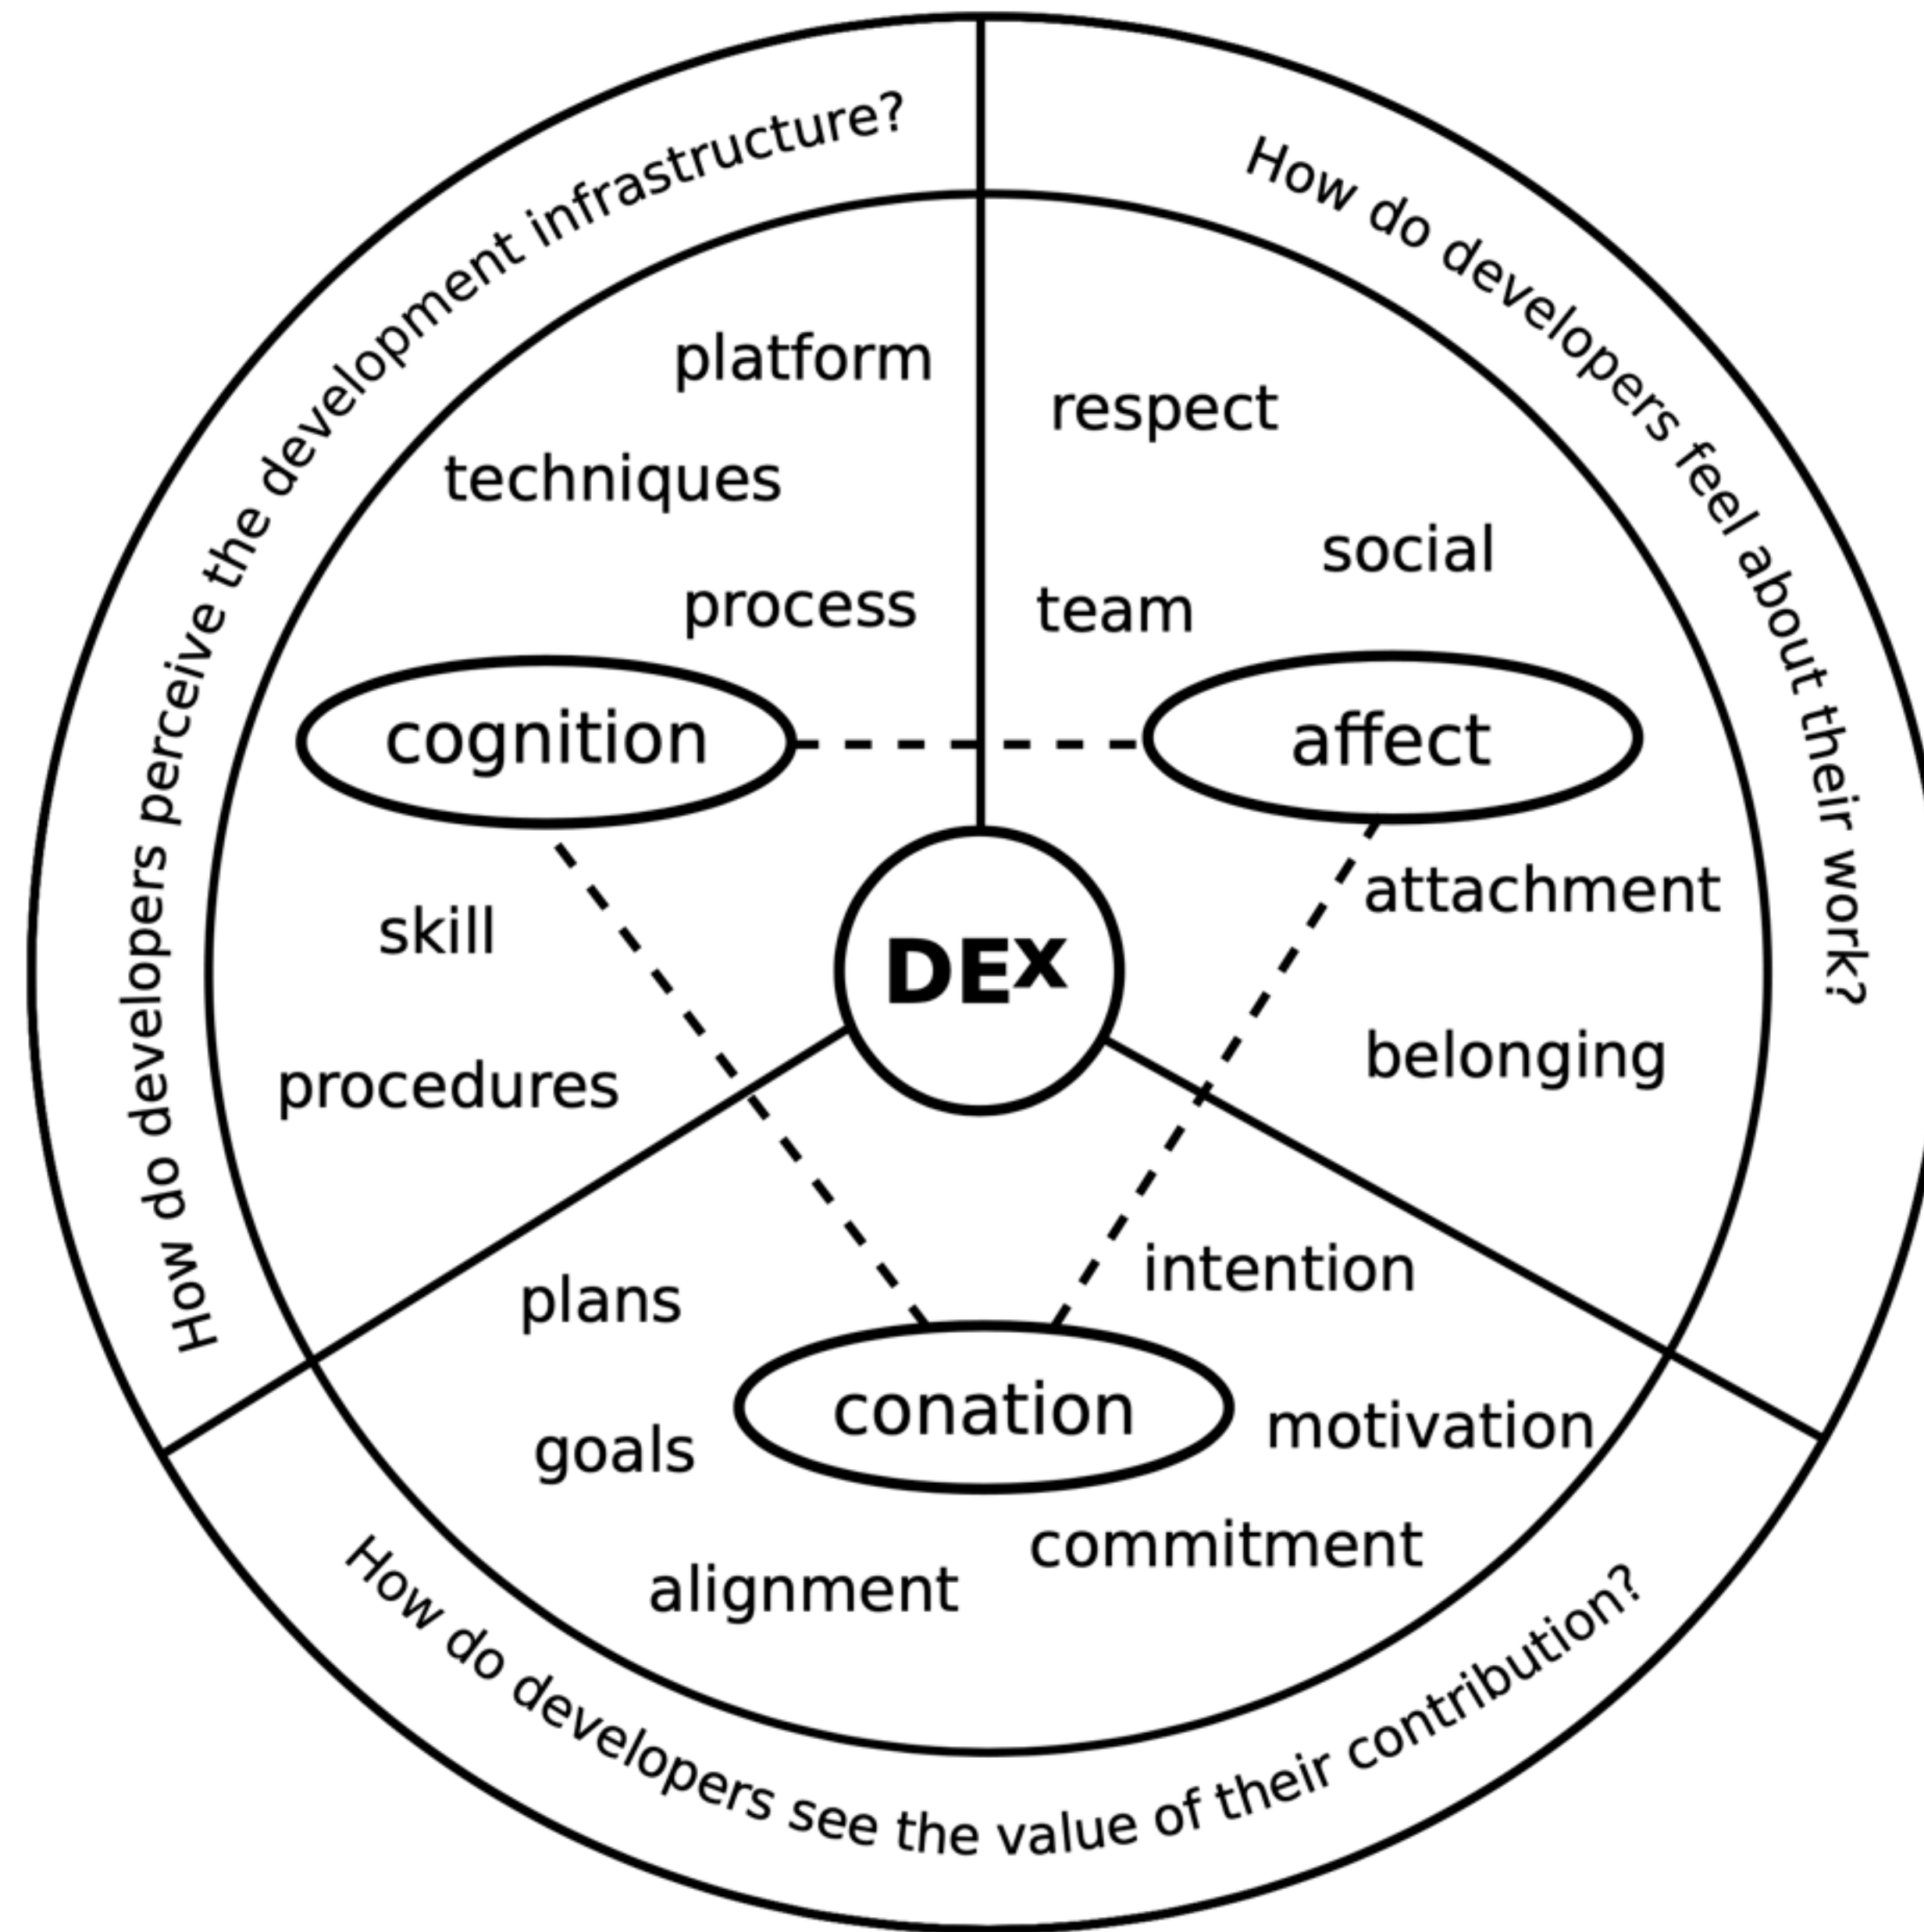 How do developers perceive the development infrastructure?
How do developers feel about their work?
platform
respect
techniques
social
process
team
cognition
affect
skill
attachment
DEX
procedures
belonging
plans
intention
conation
goals
motivation
alignment
commitment
How do developers see the value of their contribution?